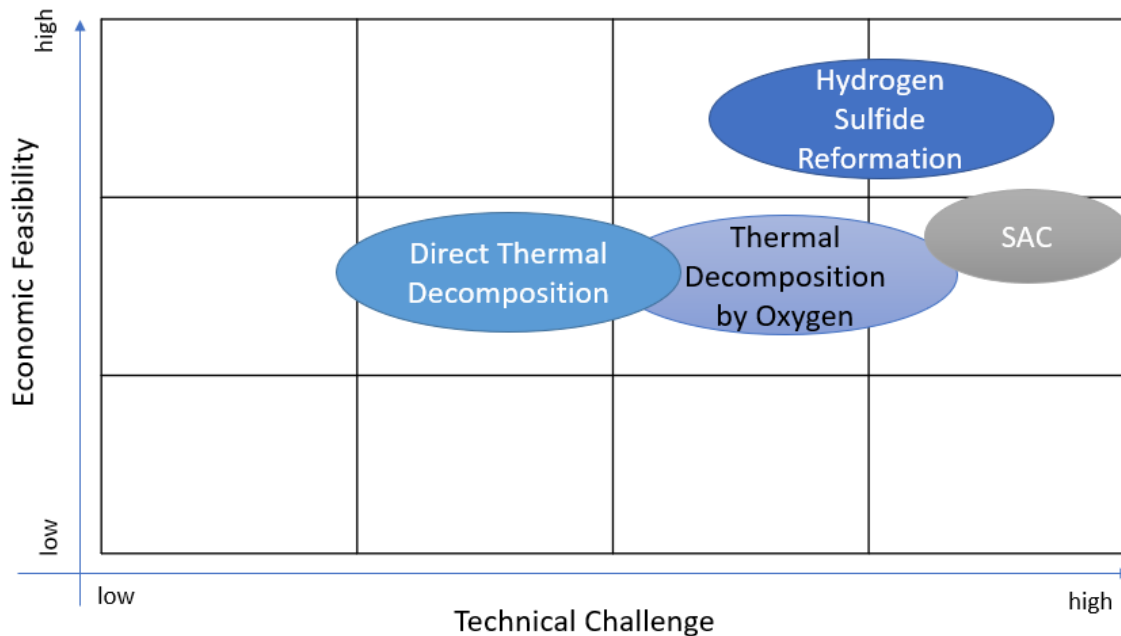 high
Economic Feasibility
low
Hydrogen
Sulfide
Reformation
SAC
Direct Thermal
Decomposition
Thermal
Decomposition
by Oxygen
low
high
Technical Challenge